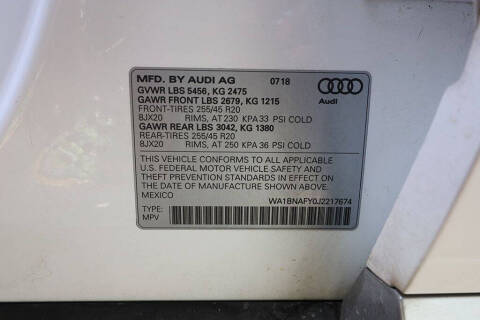 MFD. BY AUDI AG 0718
GVWR LBS 5456, KG 2475
GAWR FRONT LBS 2679, KG 1215
FRONT-TIRES 255/45 R20
8JX20 RIMS, AT 230 KPA 33 PSI COLD
GAWR REAR LBS 3042, KG 1380
REAR-TIRES 255/45 R20
8JX20 RIMS, AT 250 KPA 36 PSI COLD
Audi
THIS VEHICLE CONFORMS TO ALL APPLICABLE
U.S. FEDERAL MOTOR VEHICLE SAFETY AND
THEFT PREVENTION STANDARDS IN EFFECT ON
THE DATE OF MANUFACTURE SHOWN ABOVE.
MEXICO
WA1BNAFY0J2217674
TYPE:
MPV